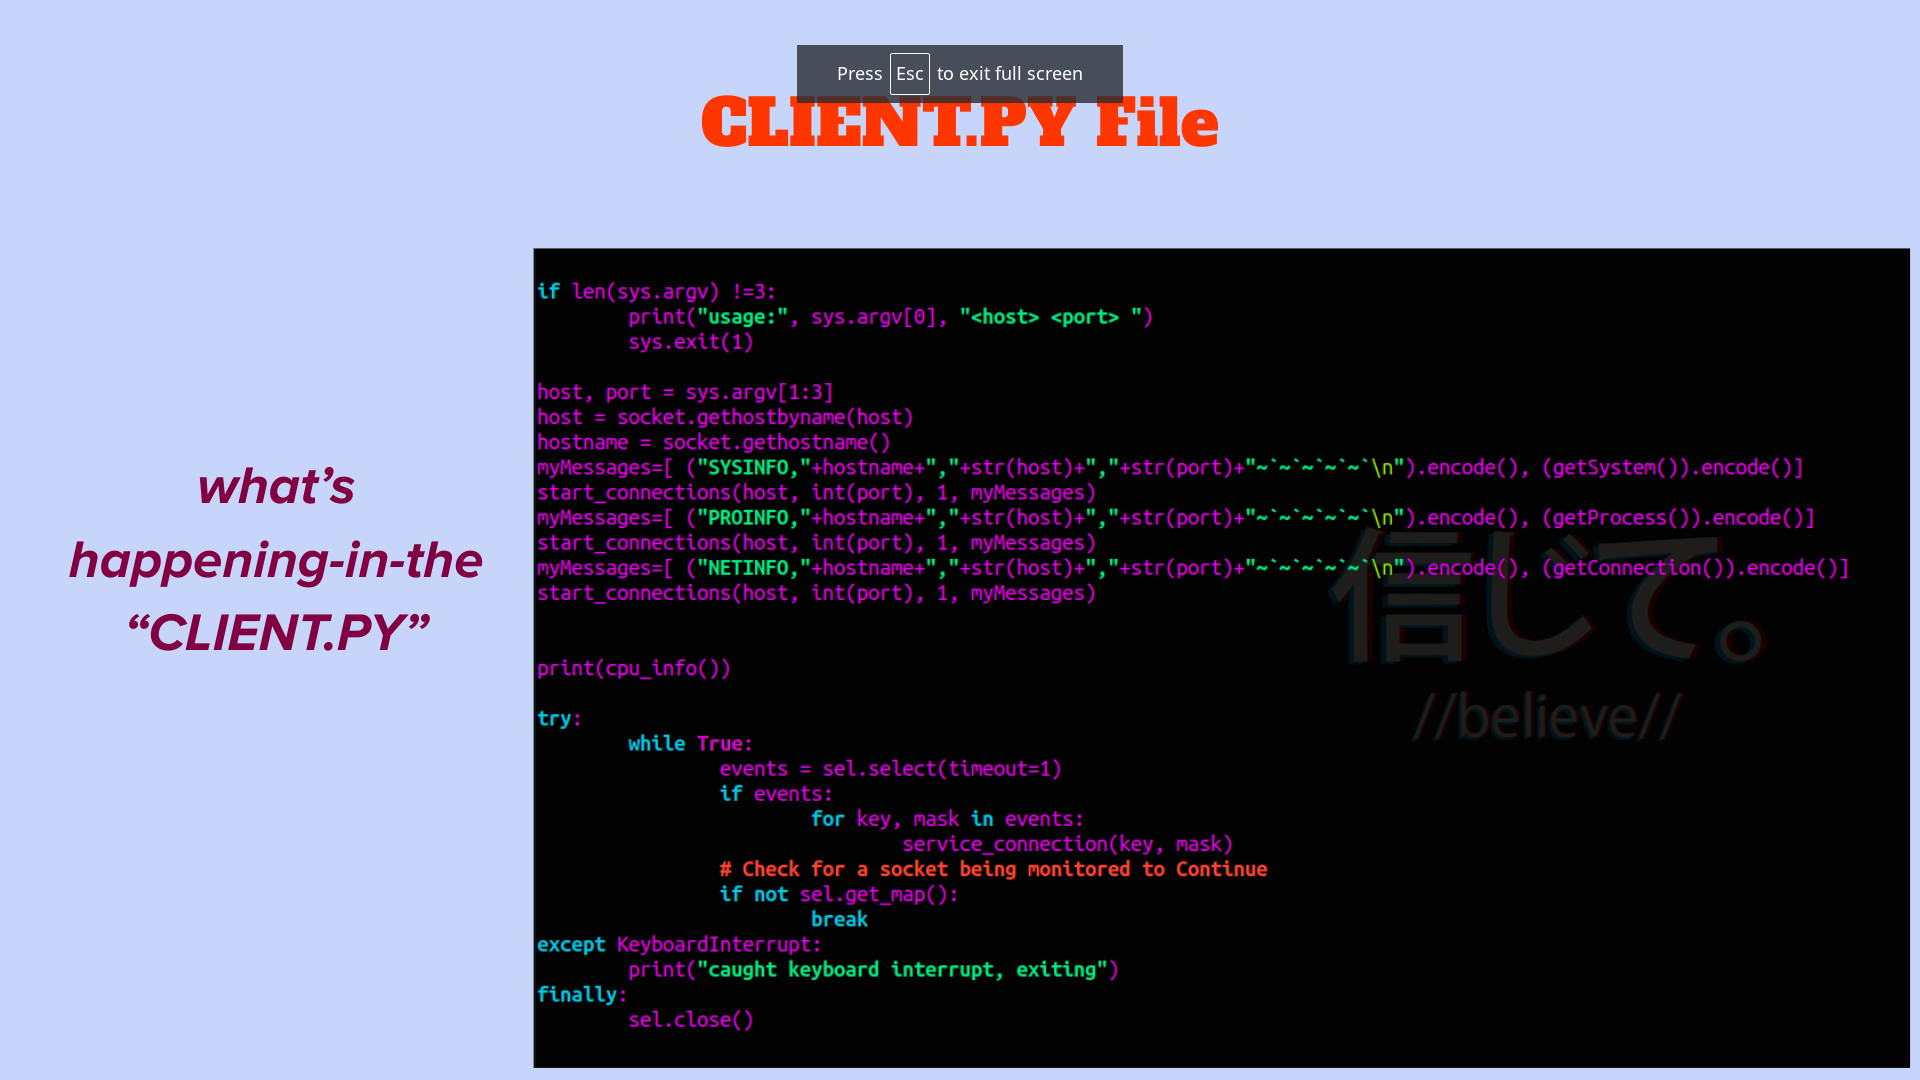 Press Esc to exit full screen
CLIENT.PY File
what’s
happening-in-the
“CLIENT.PY”
if len(sys.argv) !=3:
        print("usage:", sys.argv[0], "<host> <port> ")
        sys.exit(1)
host, port = sys.argv[1:3]
host = socket.gethostbyname(host)
hostname = socket.gethostname()
myMessages=[ ("SYSINFO,"+hostname+","+str(host)+","+str(port)+"~`~`~`~`~`\n").encode(), (getSystem()).encode()]
start_connections(host, int(port), 1, myMessages)
myMessages=[ ("PROINFO,"+hostname+","+str(host)+","+str(port)+"~`~`~`~`~`\n").encode(), (getProcess()).encode()]
start_connections(host, int(port), 1, myMessages)
myMessages=[ ("NETINFO,"+hostname+","+str(host)+","+str(port)+"~`~`~`~`~`\n").encode(), (getConnection()).encode()]
start_connections(host, int(port), 1, myMessages)
print(cpu_info())
try:
        while True:
                events = sel.select(timeout=1)
                if events:
                        for key, mask in events:
                                service_connection(key, mask)
                # Check for a socket being monitored to Continue
                if not sel.get_map():
                        break
except KeyboardInterrupt:
        print("caught keyboard interrupt, exiting")
finally:
        sel.close()
信じて。
//believe//